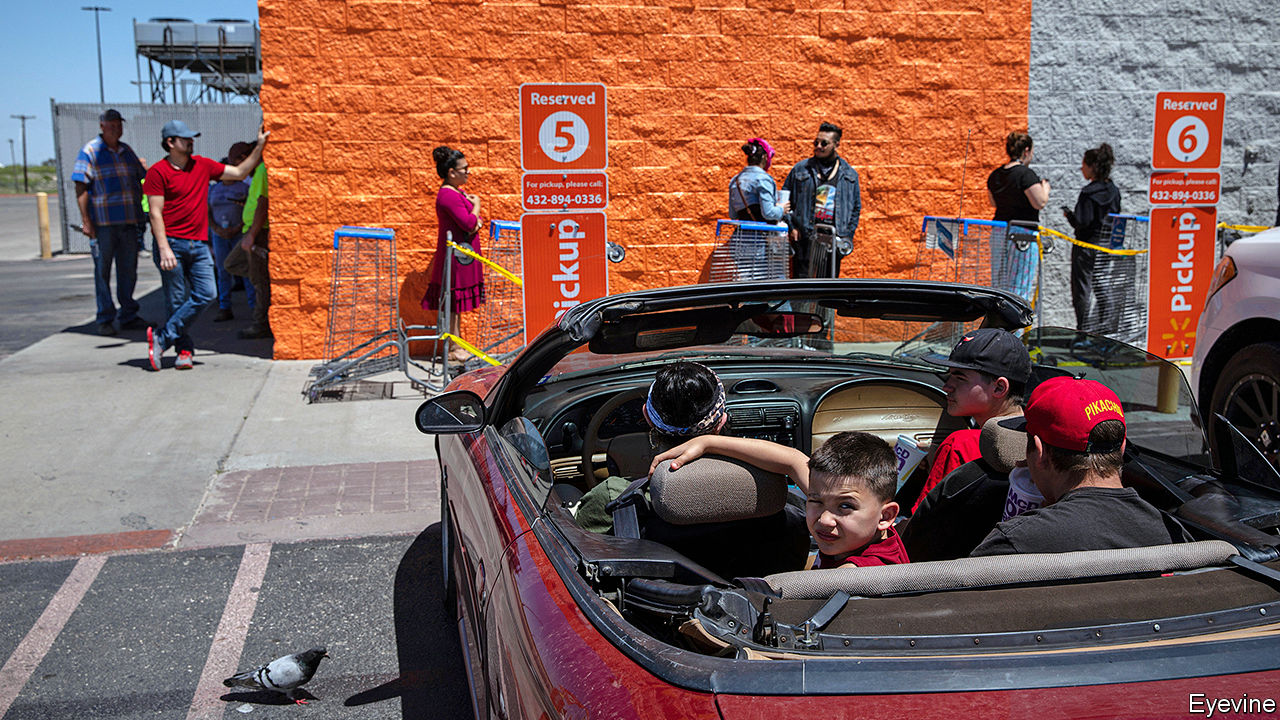 Reserved
5
For pickup, please call:
432-894-0336
Pickup
Reserved
6
For pickup, please call:
432-894-0336
Pickup
PIKACHU
Eyevine